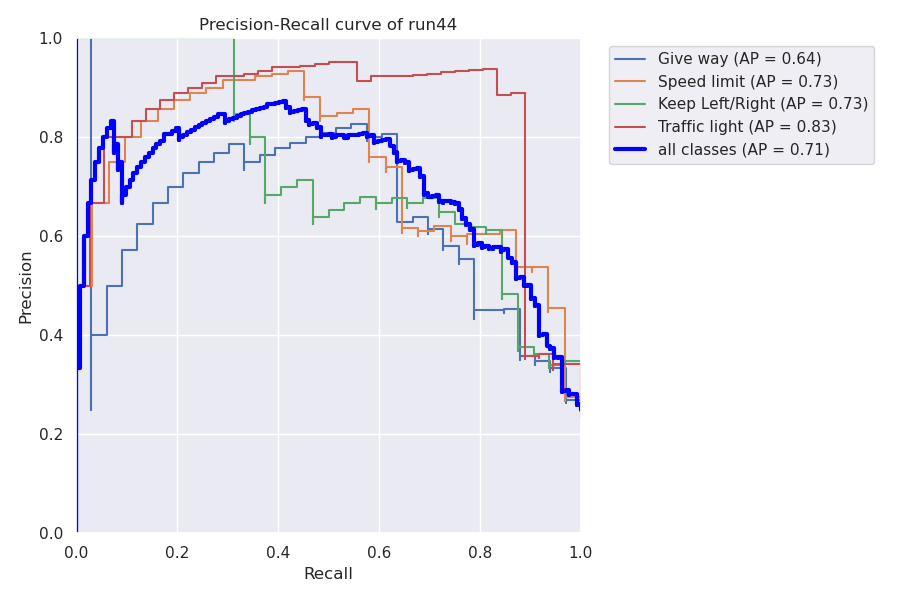 Precision-Recall curve of run44
1.0
0.8
0.6
0.4
0.2
0.0
Precision
0.0 0.2 0.4 0.6 0.8 1.0
Recall
Give way (AP = 0.64)
Speed limit (AP = 0.73)
Keep Left/Right (AP = 0.73)
Traffic light (AP = 0.83)
all classes (AP = 0.71)